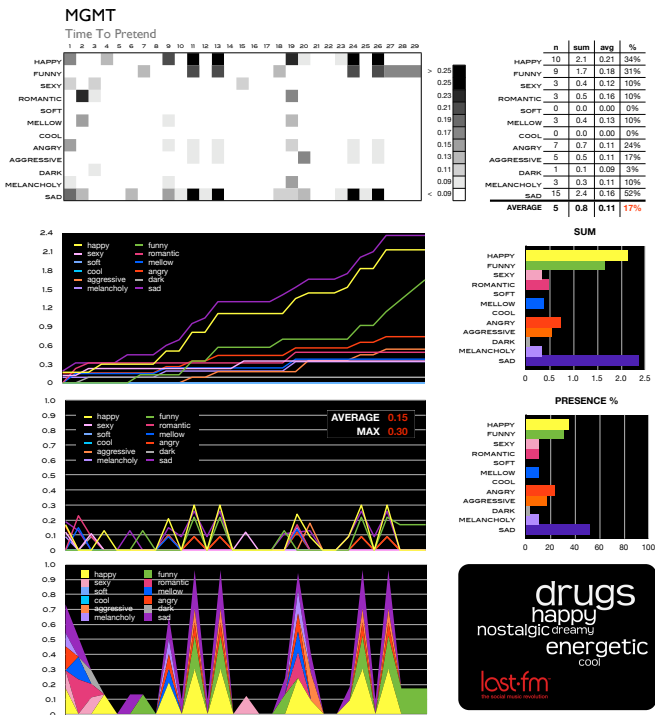 MGMT
Time To Pretend
1 2 3 4 5 6 7 8 9 10 11 12 13 14 15 16 17 18 19 20 21 22 23 24 25 26 27 28 29
n sum avg %
HAPPY 10 2.1 0.21 34%
FUNNY 9 1.7 0.18 31%
SEXY 3 0.4 0.12 10%
ROMANTIC 3 0.5 0.16 10%
SOFT 0 0.0 0.00 0%
MELLOW 3 0.4 0.13 10%
COOL 0 0.0 0.00 0%
ANGRY 7 0.7 0.11 24%
AGGRESSIVE 5 0.5 0.11 17%
DARK 1 0.1 0.09 3%
MELANCHOLY 3 0.3 0.11 10%
SAD 15 2.4 0.16 52%
AVERAGE 5 0.8 0.11 17%
HAPPY
FUNNY
SEXY
ROMANTIC
SOFT
MELLOW
COOL
ANGRY
AGGRESSIVE
DARK
MELANCHOLY
SAD
> 0.25
0.25
0.23
0.21
0.19
0.17
0.15
0.13
0.11
0.09
< 0.09
2.4
2.1
1.8
1.5
1.2
0.9
0.6
0.3
0
happy funny
sexy romantic
soft mellow
cool angry
aggressive dark
melancholy sad
SUM
HAPPY
FUNNY
SEXY
ROMANTIC
SOFT
MELLOW
COOL
ANGRY
AGGRESSIVE
DARK
MELANCHOLY
SAD
0 0.5 1.0 1.5 2.0 2.5
1.0
0.9
0.8
0.7
0.6
0.5
0.4
0.3
0.2
0.1
0
happy funny
sexy romantic
soft mellow
cool angry
aggressive dark
melancholy sad
AVERAGE 0.15
MAX 0.30
PRESENCE %
HAPPY
FUNNY
SEXY
ROMANTIC
SOFT
MELLOW
COOL
ANGRY
AGGRESSIVE
DARK
MELANCHOLY
SAD
0 20 40 60 80 100
1.0
0.9
0.8
0.7
0.6
0.5
0.4
0.3
0.2
0.1
0
happy funny
sexy romantic
soft mellow
cool angry
aggressive dark
melancholy sad
drugs
happy
nostalgic dreamy
energetic
cool
last·fm
the social music revolution